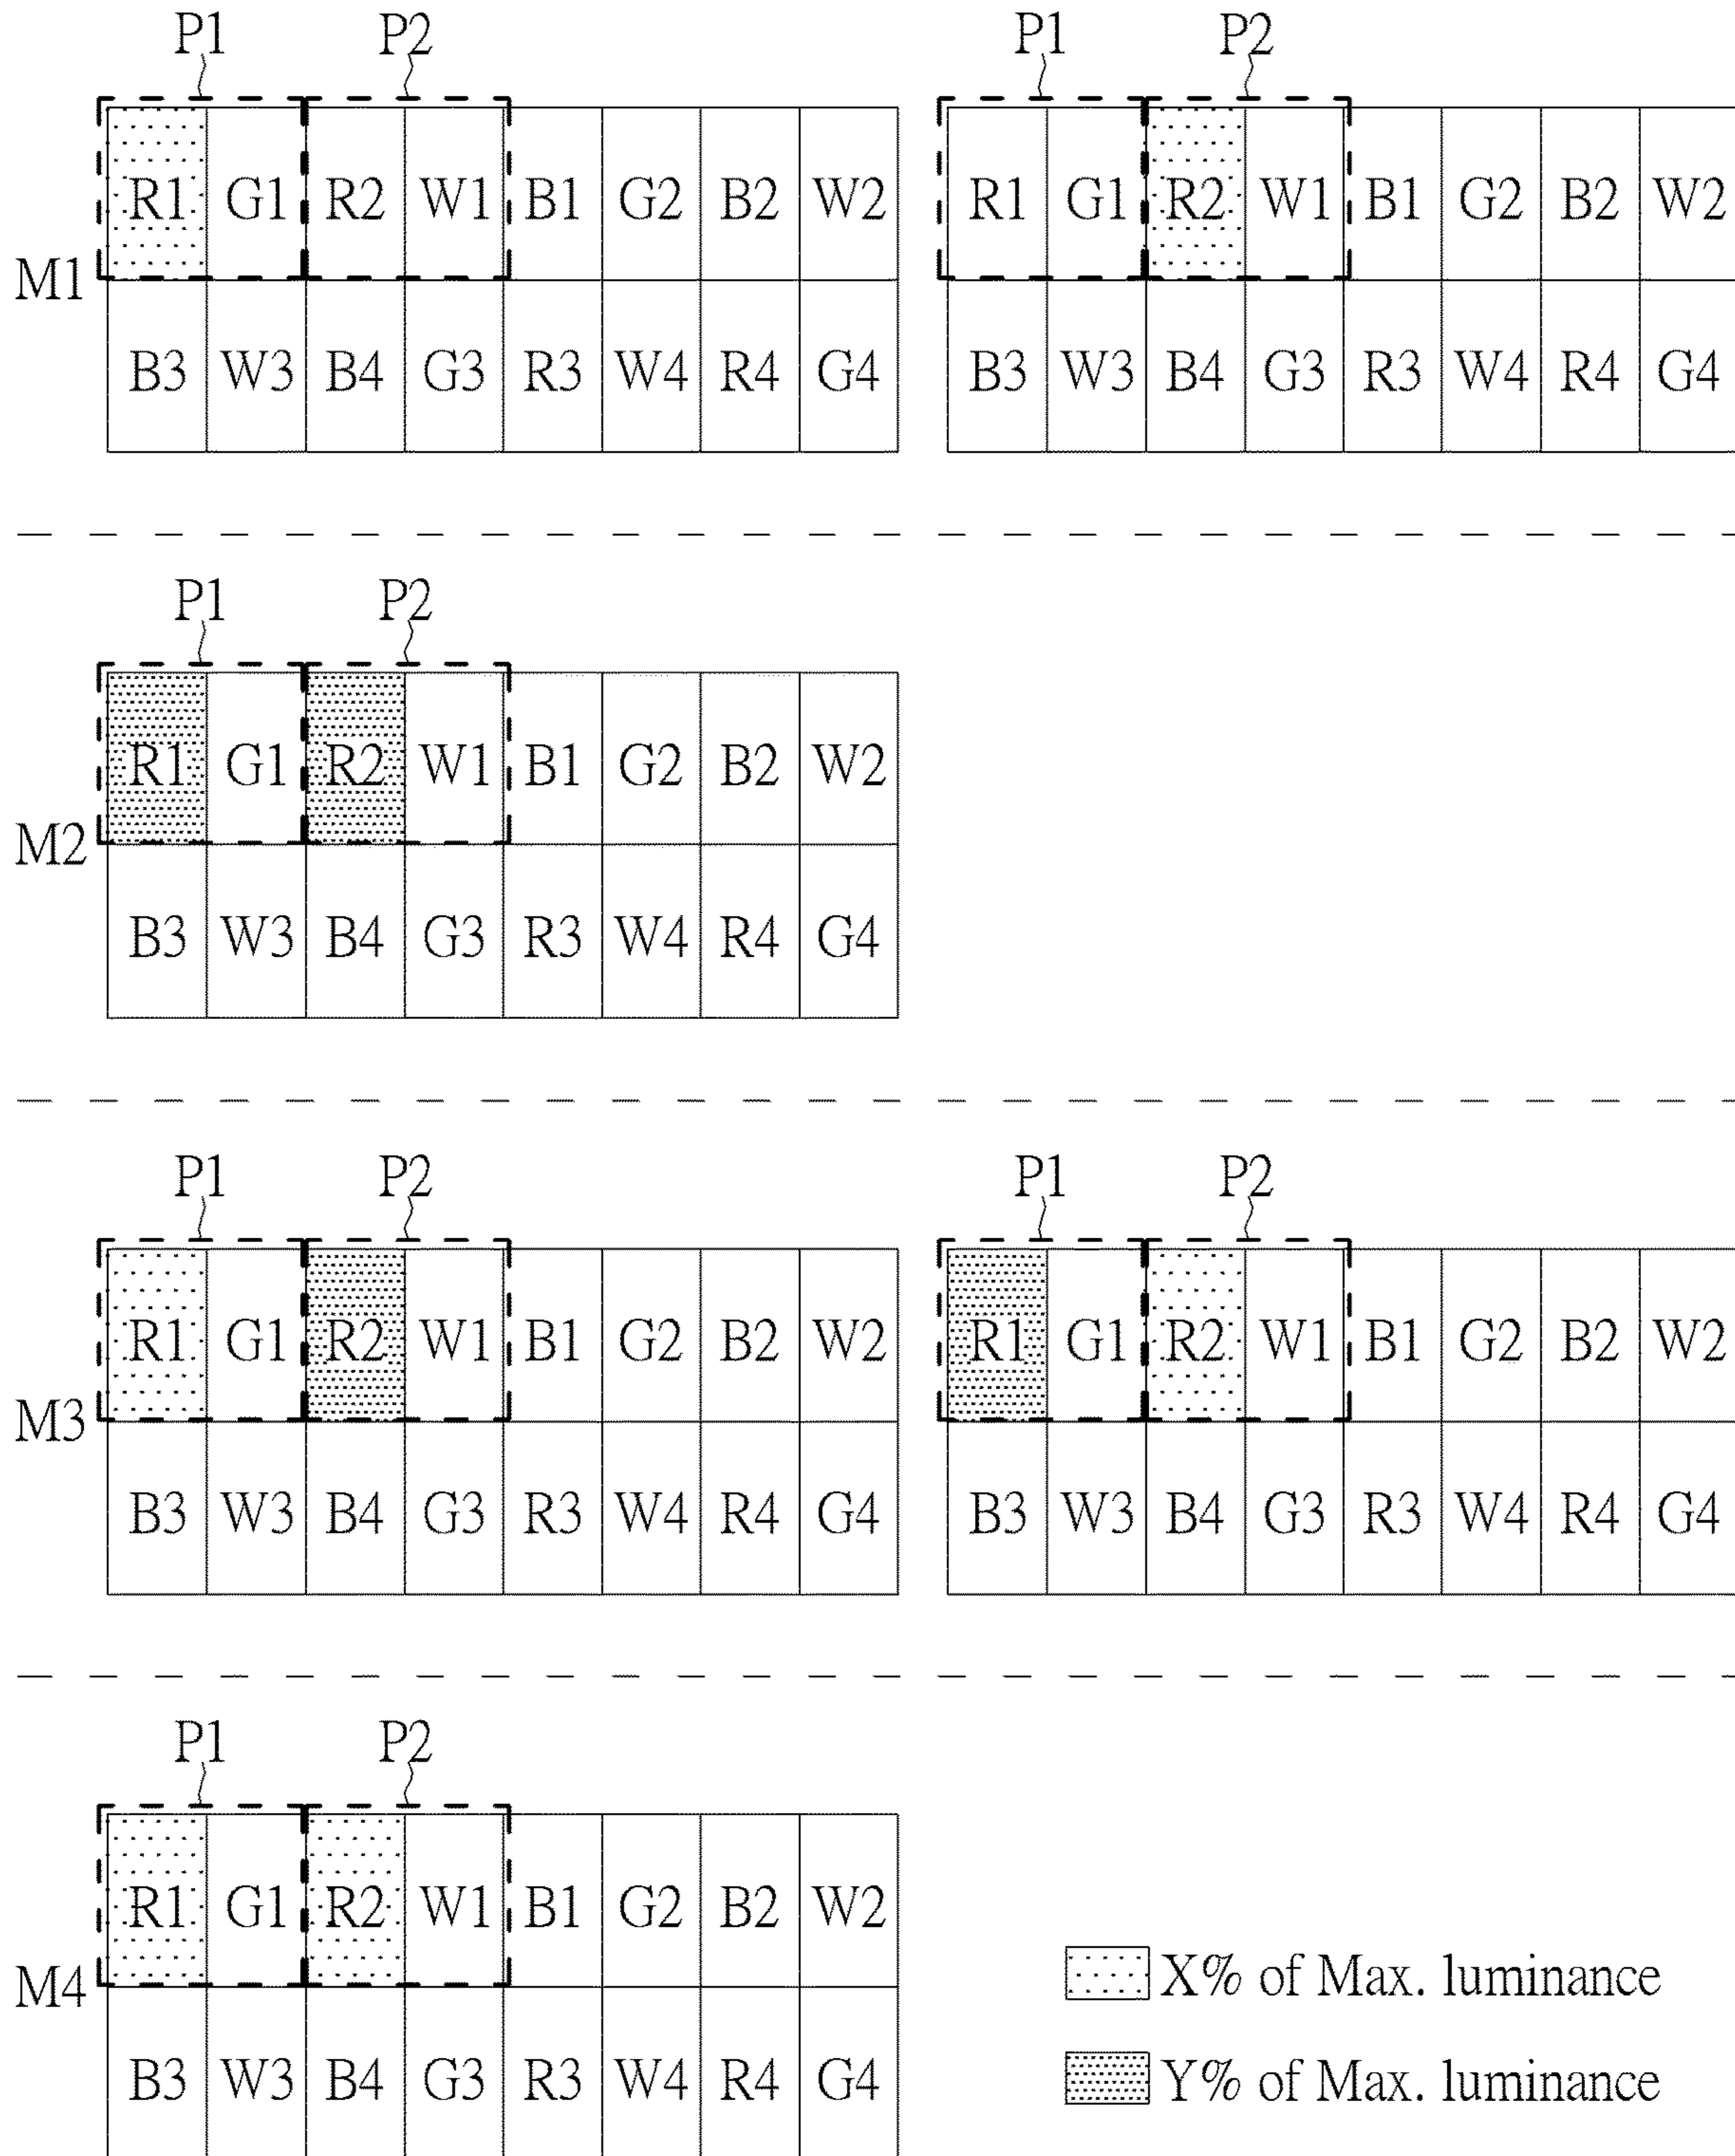 P1 P2 P1 P2
R1 G1 R2 W1 B1 G2 B2 W2 R1 G1 R2 W1 B1 G2 B2 W2
M1
B3 W3 B4 G3 R3 W4 R4 G4 B3 W3 B4 G3 R3 W4 R4 G4
P1 P2
R1 G1 R2 W1 B1 G2 B2 W2
M2
B3 W3 B4 G3 R3 W4 R4 G4
P1 P2 P1 P2
R1 G1 R2 W1 B1 G2 B2 W2 R1 G1 R2 W1 B1 G2 B2 W2
M3
B3 W3 B4 G3 R3 W4 R4 G4 B3 W3 B4 G3 R3 W4 R4 G4
P1 P2
R1 G1 R2 W1 B1 G2 B2 W2
M4
B3 W3 B4 G3 R3 W4 R4 G4
X% of Max. luminance
Y% of Max. luminance